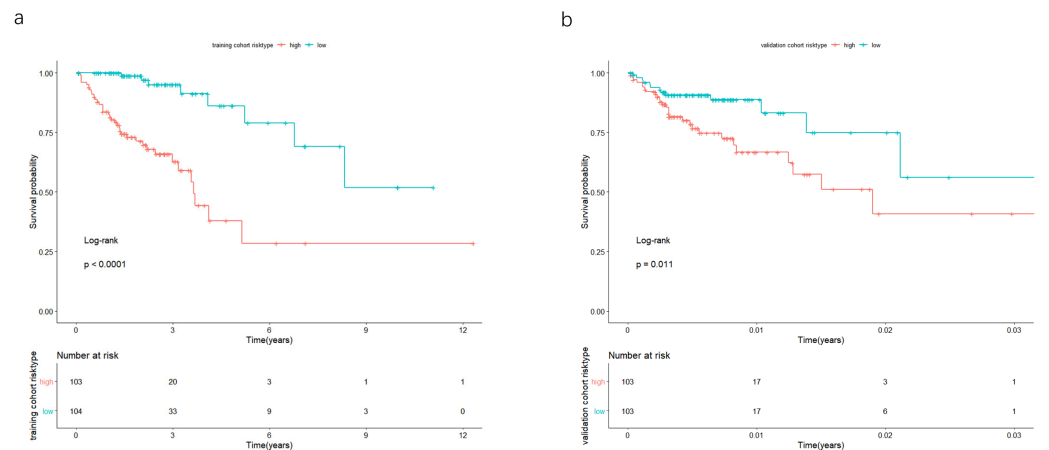 a
training cohort risktype high low
1.00
0.75
0.50
0.25
0.00
Survival probability
Log-rank
p < 0.0001
0 3 6 9 12
Time(years)
Number at risk
training cohort risktype
high 103 20 3 1 1
low 104 33 9 3 0
0 3 6 9 12
Time(years)
b
validation cohort risktype high low
1.00
0.75
0.50
0.25
0.00
Survival probability
Log-rank
p = 0.011
0 0.01 0.02 0.03
Time(years)
Number at risk
validation cohort risktype
high 103 17 3 1
low 103 17 6 1
0 0.01 0.02 0.03
Time(years)